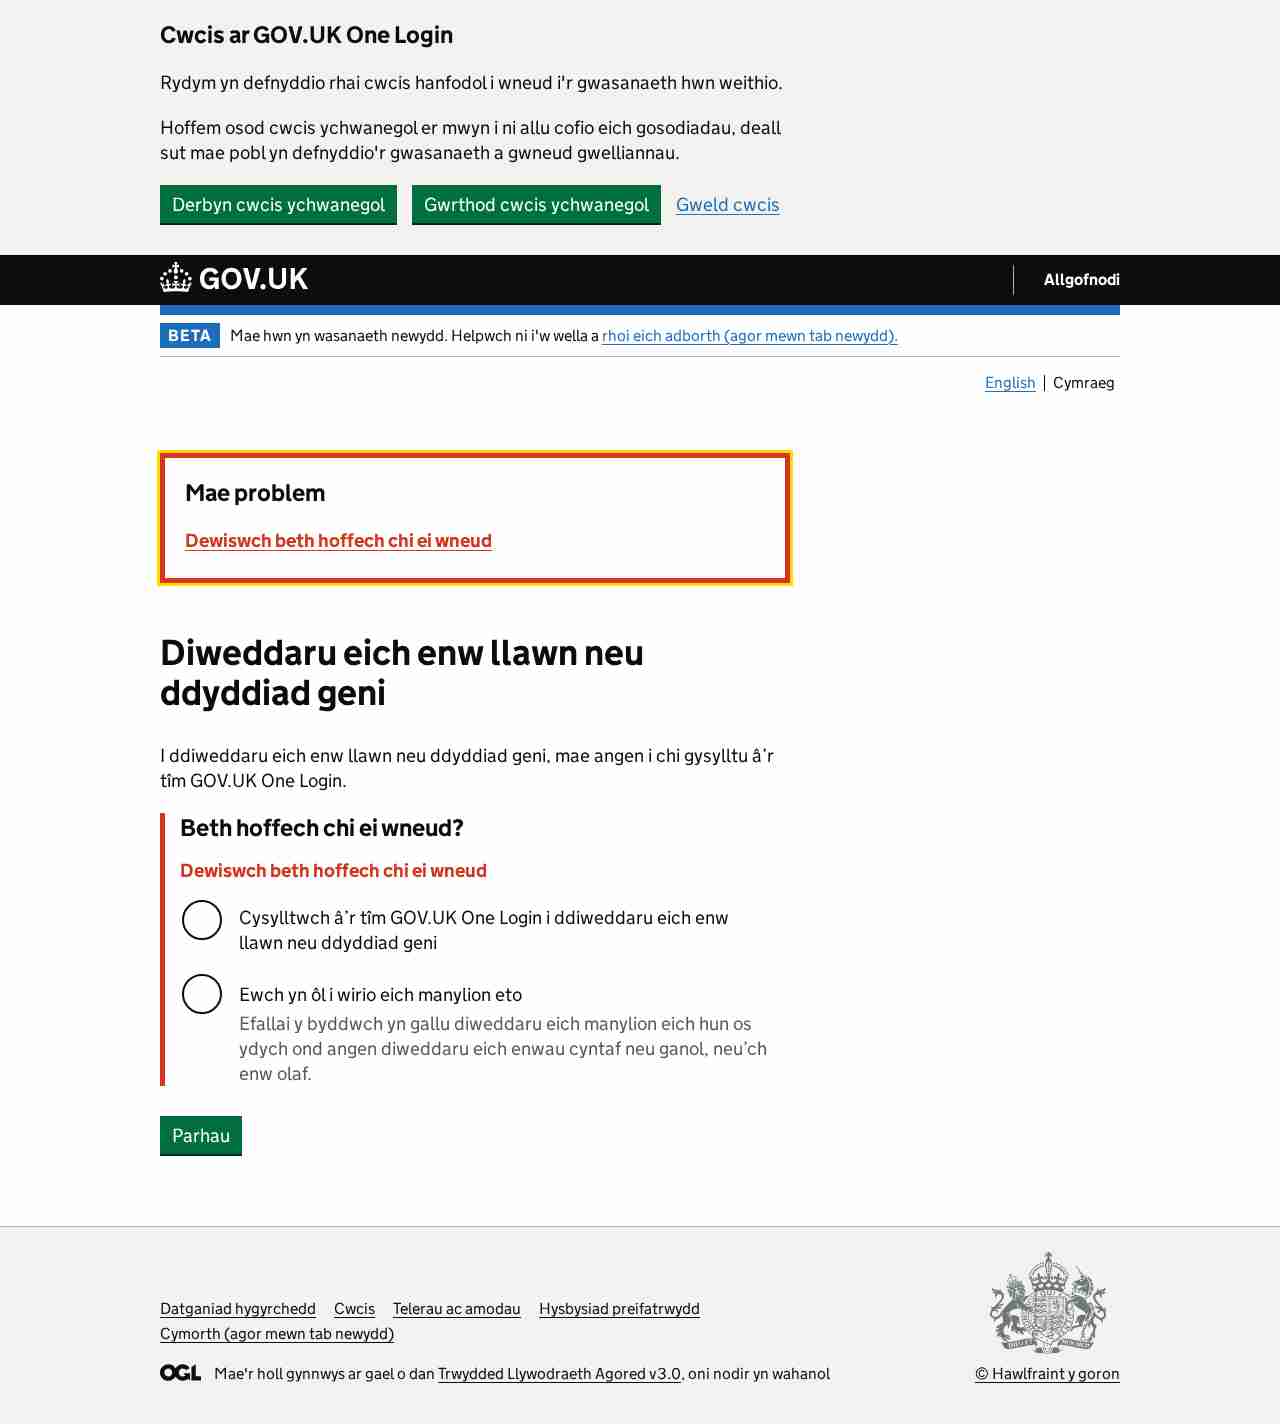 Cwcis ar GOV.UK One Login
Rydym yn defnyddio rhai cwcis hanfodol i wneud i'r gwasanaeth hwn weithio.
Hoffem osod cwcis ychwanegol er mwyn i ni allu cofio eich gosodiadau, deall
sut mae pobl yn defnyddio'r gwasanaeth a gwneud gwelliannau.
Derbyn cwcis ychwanegol Gwrthod cwcis ychwanegol Gweld cwcis
GOV.UK Allgofnodi
BETA Mae hwn yn wasanaeth newydd. Helpwch ni i'w wella a rhoi eich adborth (agor mewn tab newydd).
English Cymraeg
Mae problem
Dewiswch beth hoffech chi ei wneud
Diweddaru eich enw llawn neu
ddyddiad geni
I ddiweddaru eich enw llawn neu ddyddiad geni, mae angen i chi gysylltu â’r
tîm GOV.UK One Login.
Beth hoffech chi ei wneud?
Dewiswch beth hoffech chi ei wneud
Cysylltwch â’r tîm GOV.UK One Login i ddiweddaru eich enw
llawn neu ddyddiad geni
Ewch yn ôl i wirio eich manylion eto
Efallai y byddwch yn gallu diweddaru eich manylion eich hun os
ydych ond angen diweddaru eich enwau cyntaf neu ganol, neu’ch
enw olaf.
Parhau
Datganiad hygyrchedd Cwcis Telerau ac amodau Hysbysiad preifatrwydd
Cymorth (agor mewn tab newydd)
OGL Mae'r holl gynnwys ar gael o dan Trwydded Llywodraeth Agored v3.0, oni nodir yn wahanol
© Hawlfraint y goron